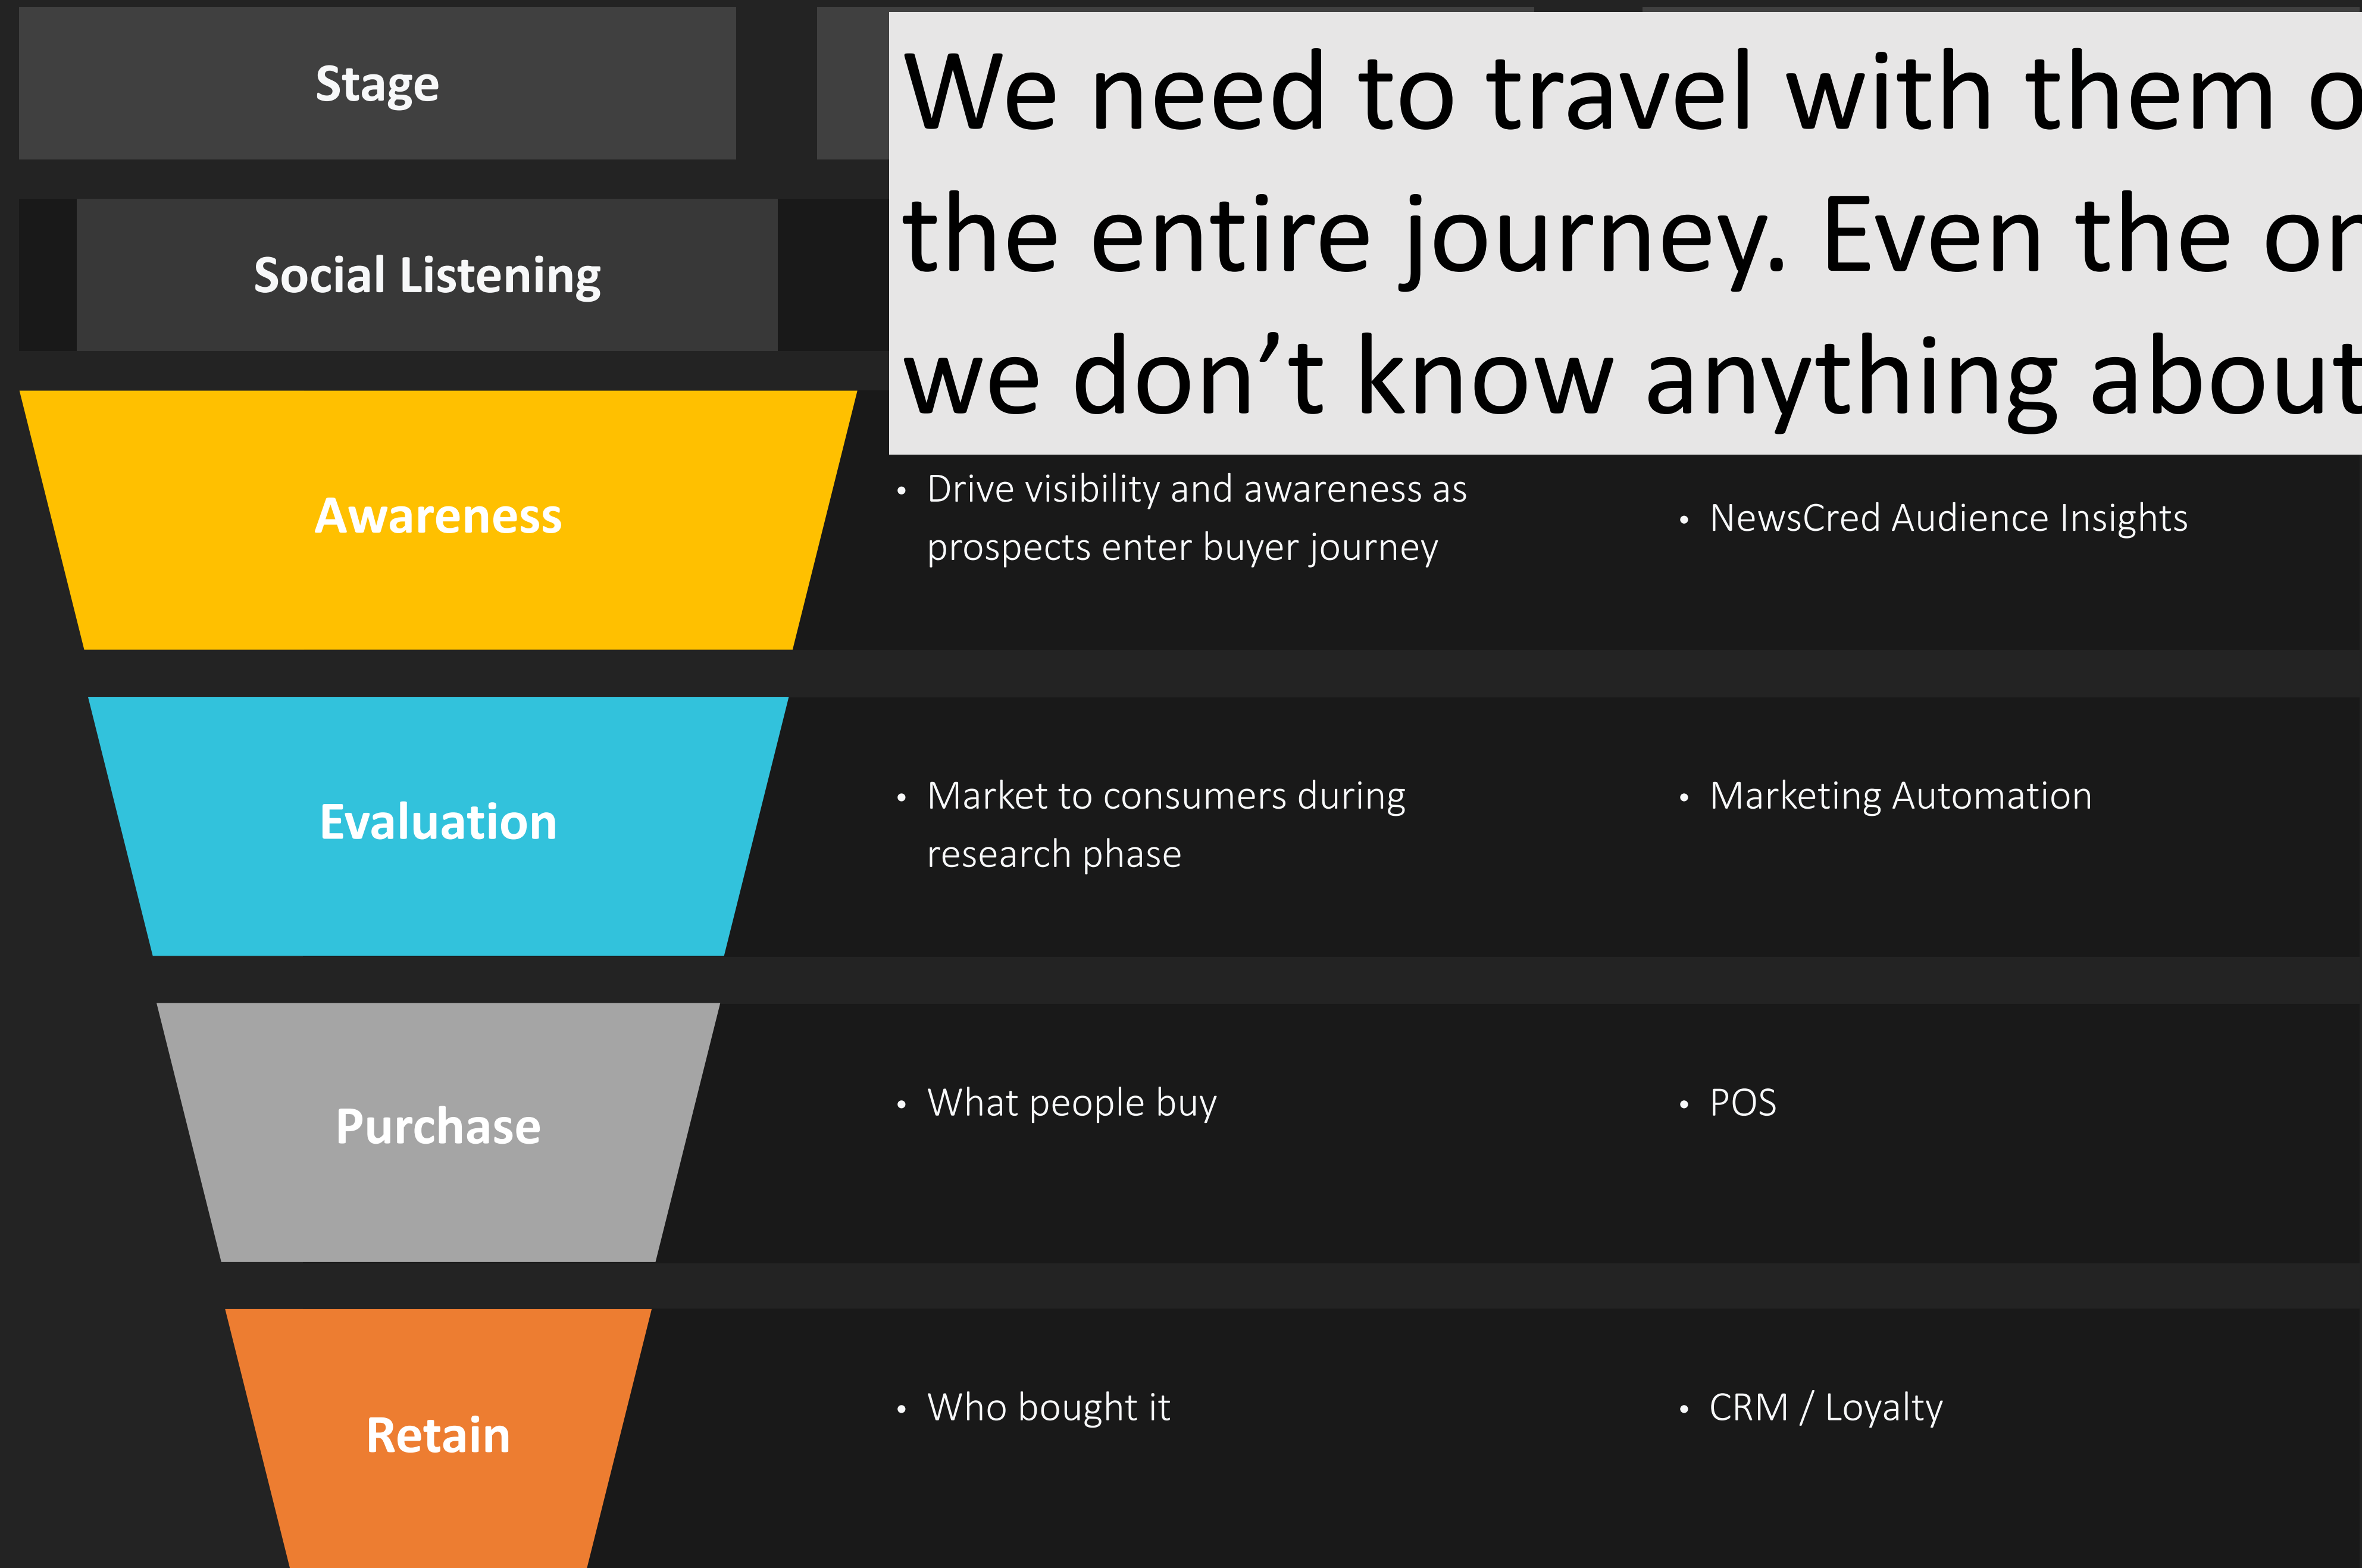 Stage
We need to travel with them
the entire journey. Even the
we don’t know anything about
Social Listening
Awareness
• Drive visibility and awareness as
prospects enter buyer journey
• NewsCred Audience Insights
Evaluation
• Market to consumers during
research phase
• Marketing Automation
Purchase
• What people buy
• POS
Retain
• Who bought it
• CRM / Loyalty